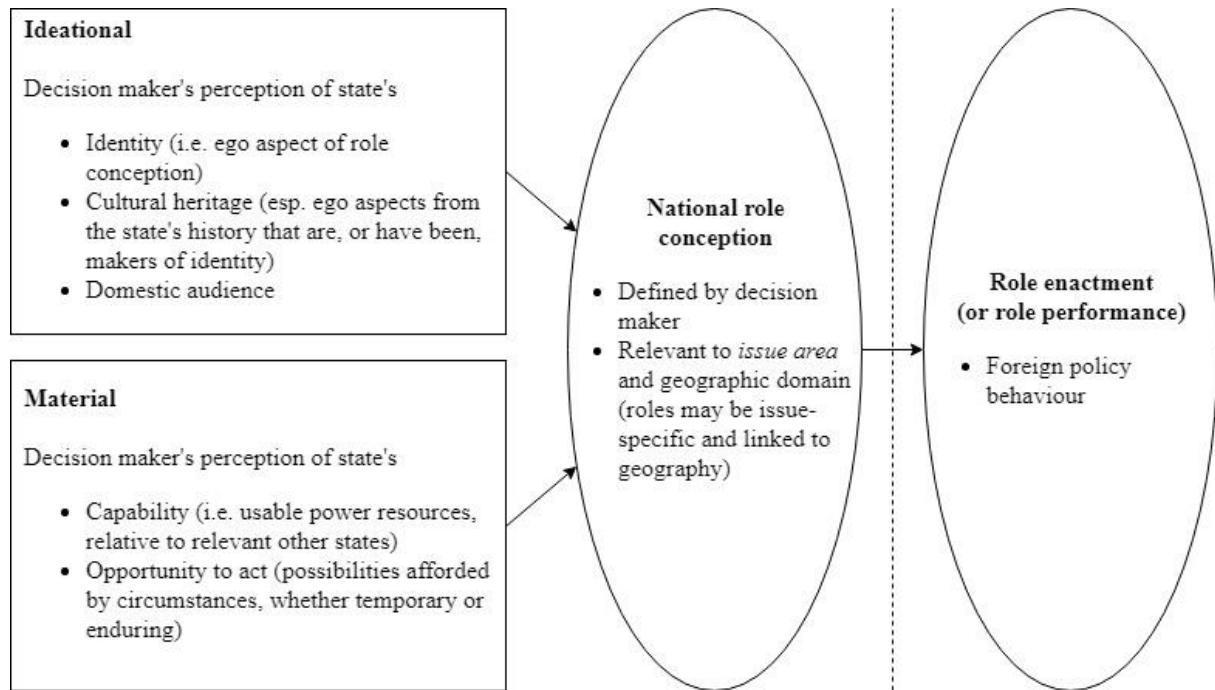 Ideational
Decision maker's perception of state's
• Identity (i.e. ego aspect of role
conception)
• Cultural heritage (esp. ego aspects from
the state's history that are, or have been,
makers of identity)
• Domestic audience
Material
Decision maker's perception of state's
• Capability (i.e. usable power resources,
relative to relevant other states)
• Opportunity to act (possibilities afforded
by circumstances, whether temporary or
enduring)
National role
conception
• Defined by decision
maker
• Relevant to issue area
and geographic domain
(roles may be issue-
specific and linked to
geography)
Role enactment
(or role performance)
• Foreign policy
behaviour